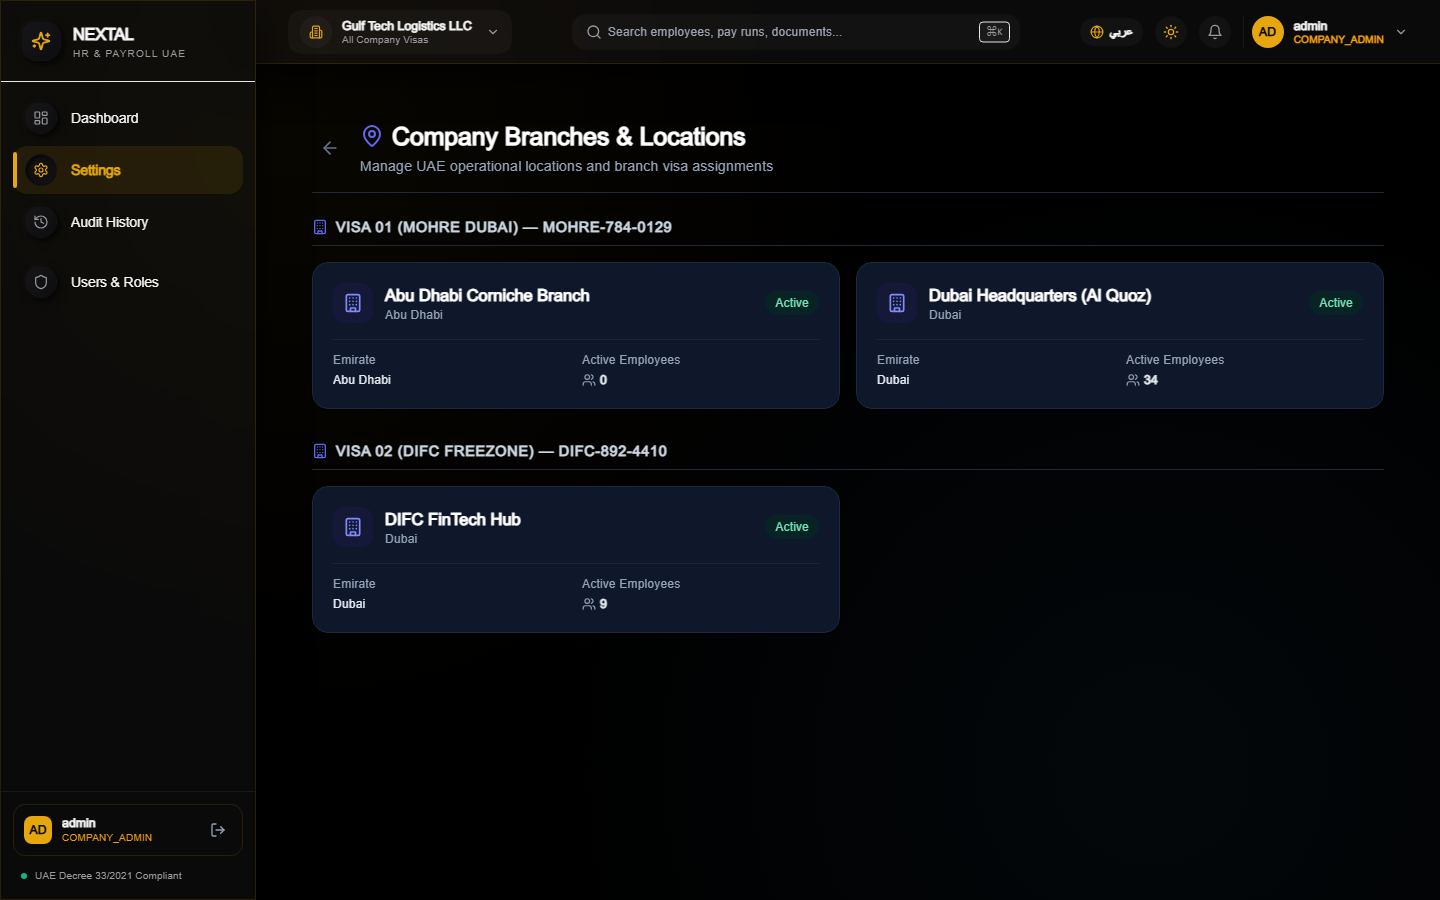 NEXTAL
HR & PAYROLL UAE
Gulf Tech Logistics LLC
All Company Visas
Search employees, pay runs, documents...
⌘K
عربي
AD
admin
COMPANY_ADMIN
Dashboard
Settings
Audit History
Users & Roles
Company Branches & Locations
Manage UAE operational locations and branch visa assignments
VISA 01 (MOHRE DUBAI) — MOHRE-784-0129
Abu Dhabi Corniche Branch
Abu Dhabi
Active
Emirate
Abu Dhabi
Active Employees
0
Dubai Headquarters (Al Quoz)
Dubai
Active
Emirate
Dubai
Active Employees
34
VISA 02 (DIFC FREEZONE) — DIFC-892-4410
DIFC FinTech Hub
Dubai
Active
Emirate
Dubai
Active Employees
9
AD
admin
COMPANY_ADMIN
UAE Decree 33/2021 Compliant